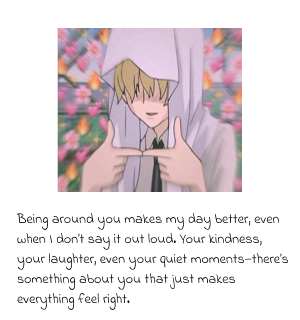 Being around you makes my day better, even
when I don't say it out loud. Your kindness,
your laughter, even your quiet moments—there's
something about you that just makes
everything feel right.